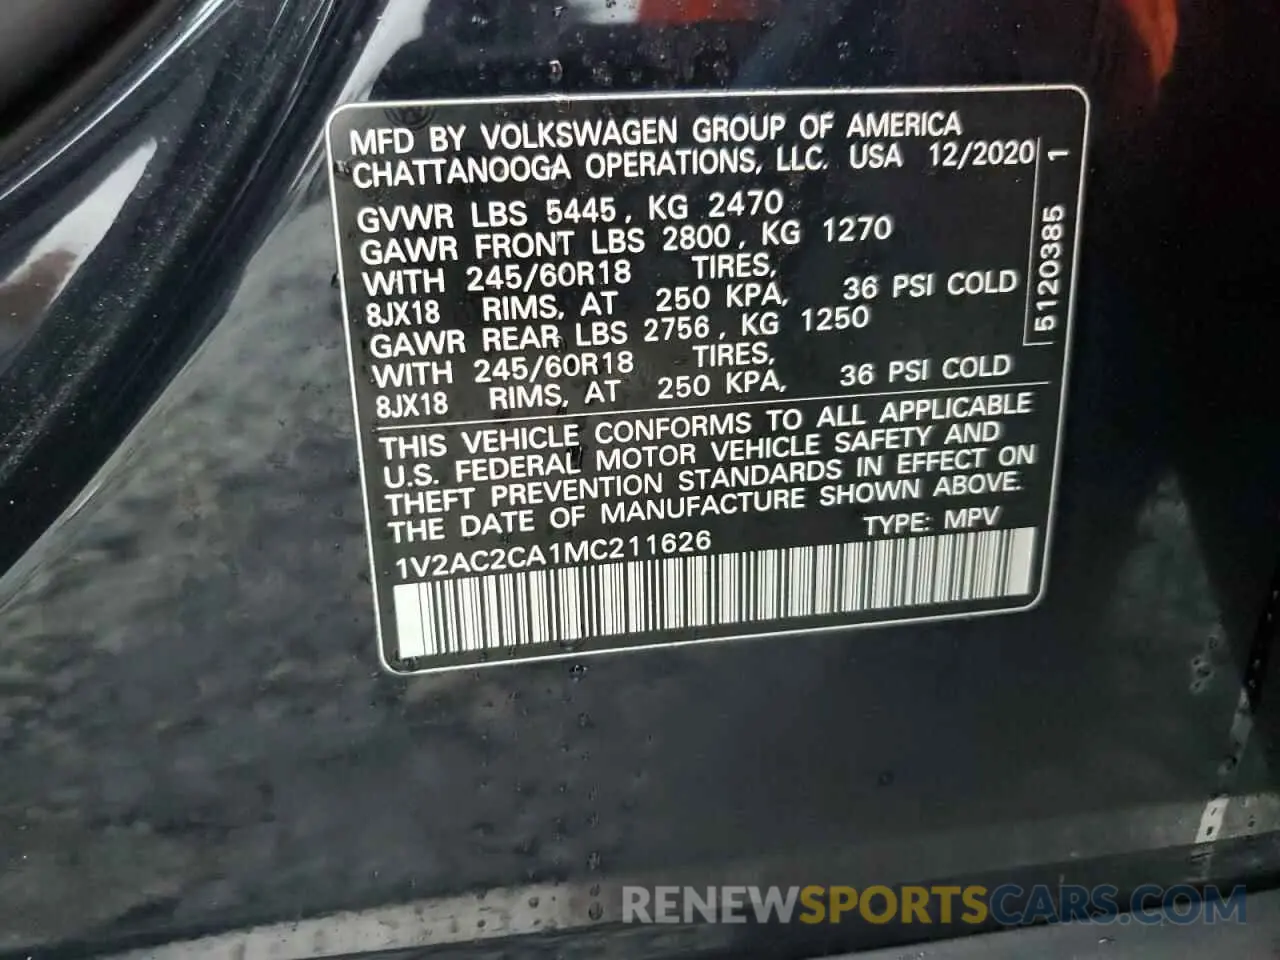 MFD BY VOLKSWAGEN GROUP OF AMERICA
CHATTANOOGA OPERATIONS, LLC. USA 12/2020
GVWR LBS 5445, KG 2470
GAWR FRONT LBS 2800, KG 1270
WITH 245/60R18 TIRES,
8JX18 RIMS, AT 250 KPA, 36 PSI COLD
GAWR REAR LBS 2756, KG 1250
WITH 245/60R18 TIRES,
8JX18 RIMS, AT 250 KPA, 36 PSI COLD
5120385 1
THIS VEHICLE CONFORMS TO ALL APPLICABLE
U.S. FEDERAL MOTOR VEHICLE SAFETY AND
THEFT PREVENTION STANDARDS IN EFFECT ON
THE DATE OF MANUFACTURE SHOWN ABOVE.
1V2AC2CA1MC211626 TYPE: MPV
RENEWSPORTSCARS.COM